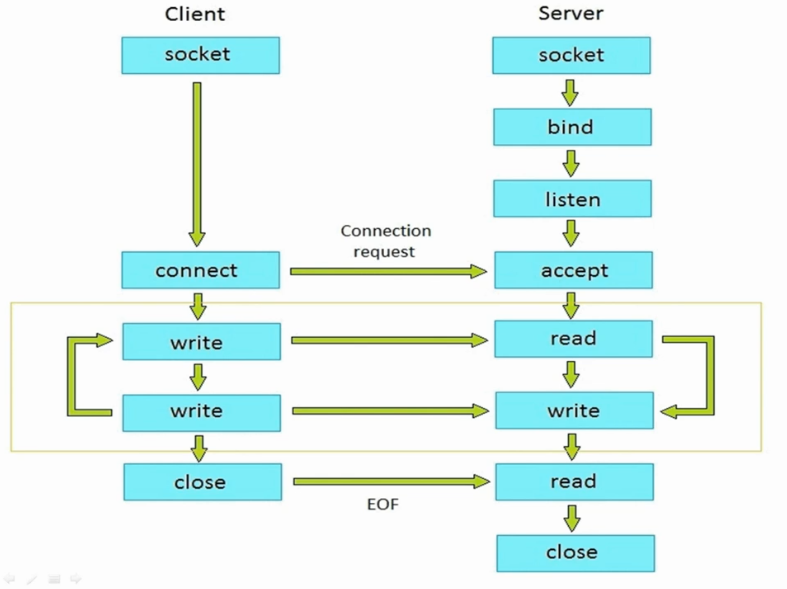 Client
Server
socket
socket
bind
listen
Connection
request
connect
accept
write
read
write
write
close
read
EOF
close